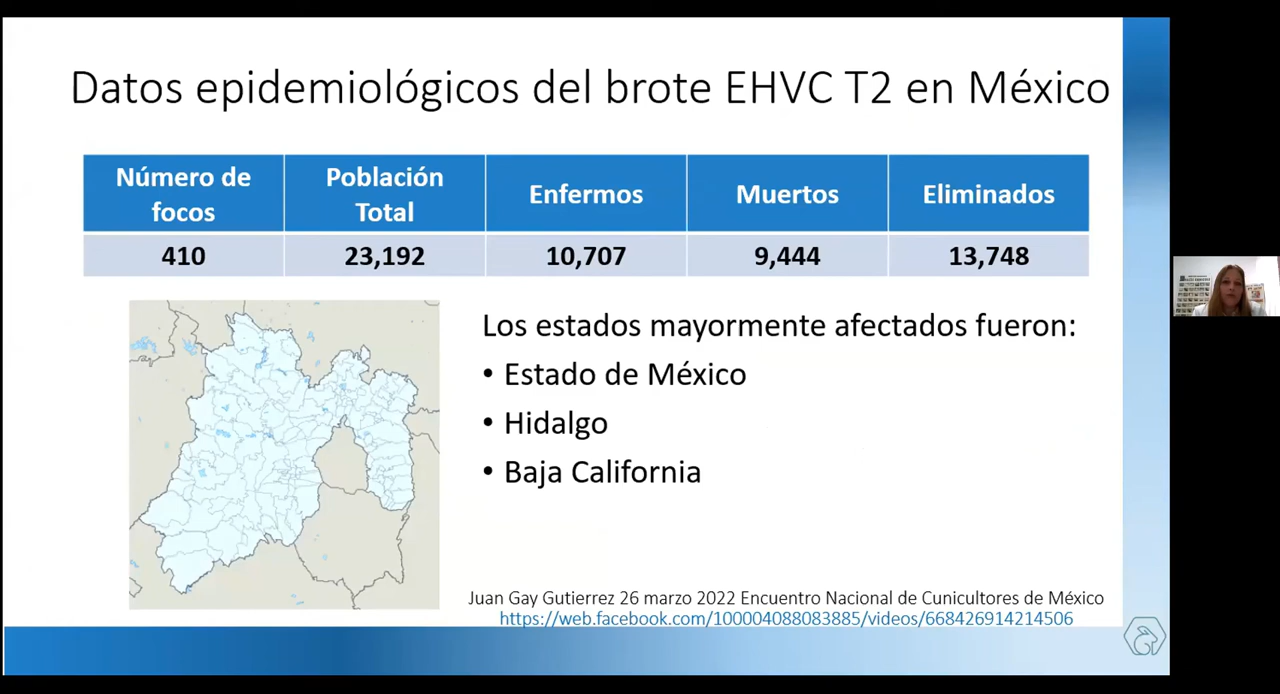 Datos epidemiológicos del brote EHVC T2 en México
Número de focos
Población Total
Enfermos
Muertos
Eliminados
410
23,192
10,707
9,444
13,748
Los estados mayormente afectados fueron:
• Estado de México
• Hidalgo
• Baja California
Juan Gay Gutierrez 26 marzo 2022 Encuentro Nacional de Cunicultores de México
https://web.facebook.com/100004088083885/videos/668426914214506